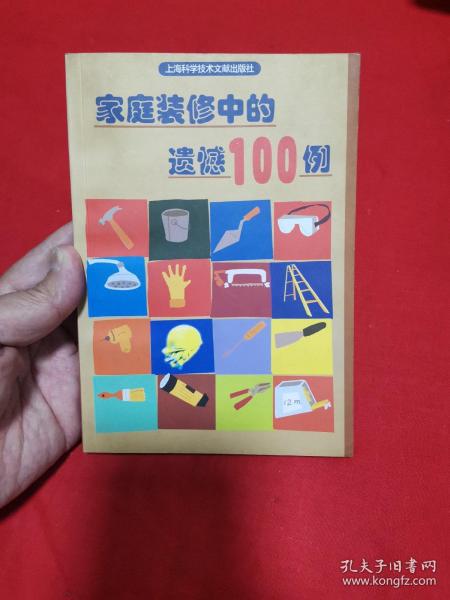 上海科学技术文献出版社
家庭装修中的
遗憾100例
12m
孔夫子旧书网
www.kongfz.com